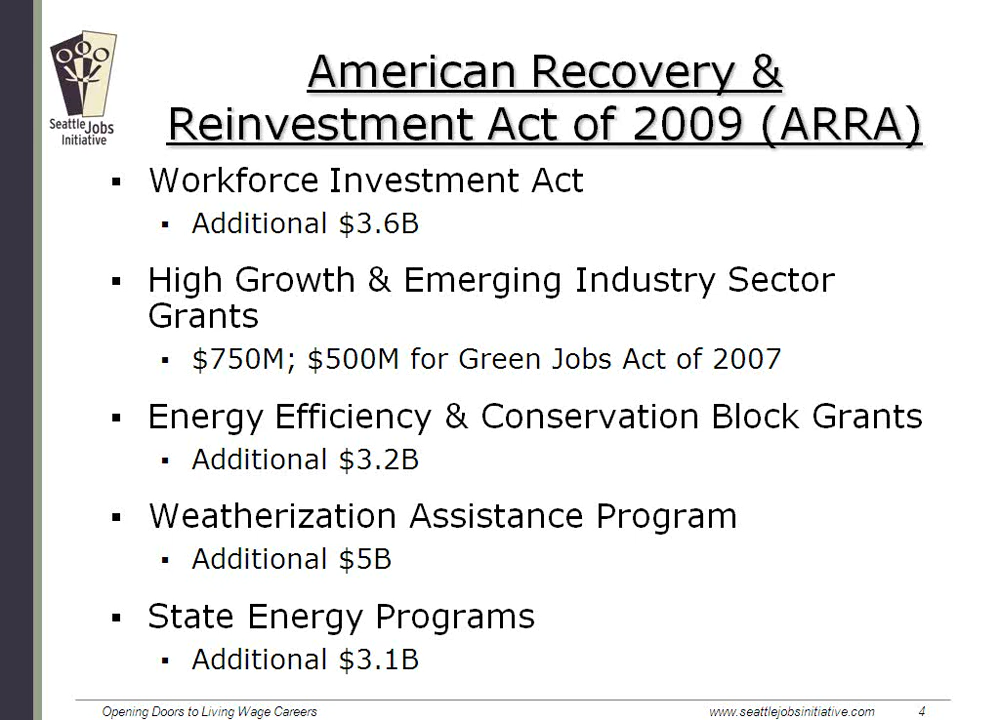 Seattle Jobs
Initiative
American Recovery &
Reinvestment Act of 2009 (ARRA)
▪ Workforce Investment Act
▪ Additional $3.6B
▪ High Growth & Emerging Industry Sector
Grants
▪ $750M; $500M for Green Jobs Act of 2007
▪ Energy Efficiency & Conservation Block Grants
▪ Additional $3.2B
▪ Weatherization Assistance Program
▪ Additional $5B
▪ State Energy Programs
▪ Additional $3.1B
Opening Doors to Living Wage Careers www.seattlejobsinitiative.com 4